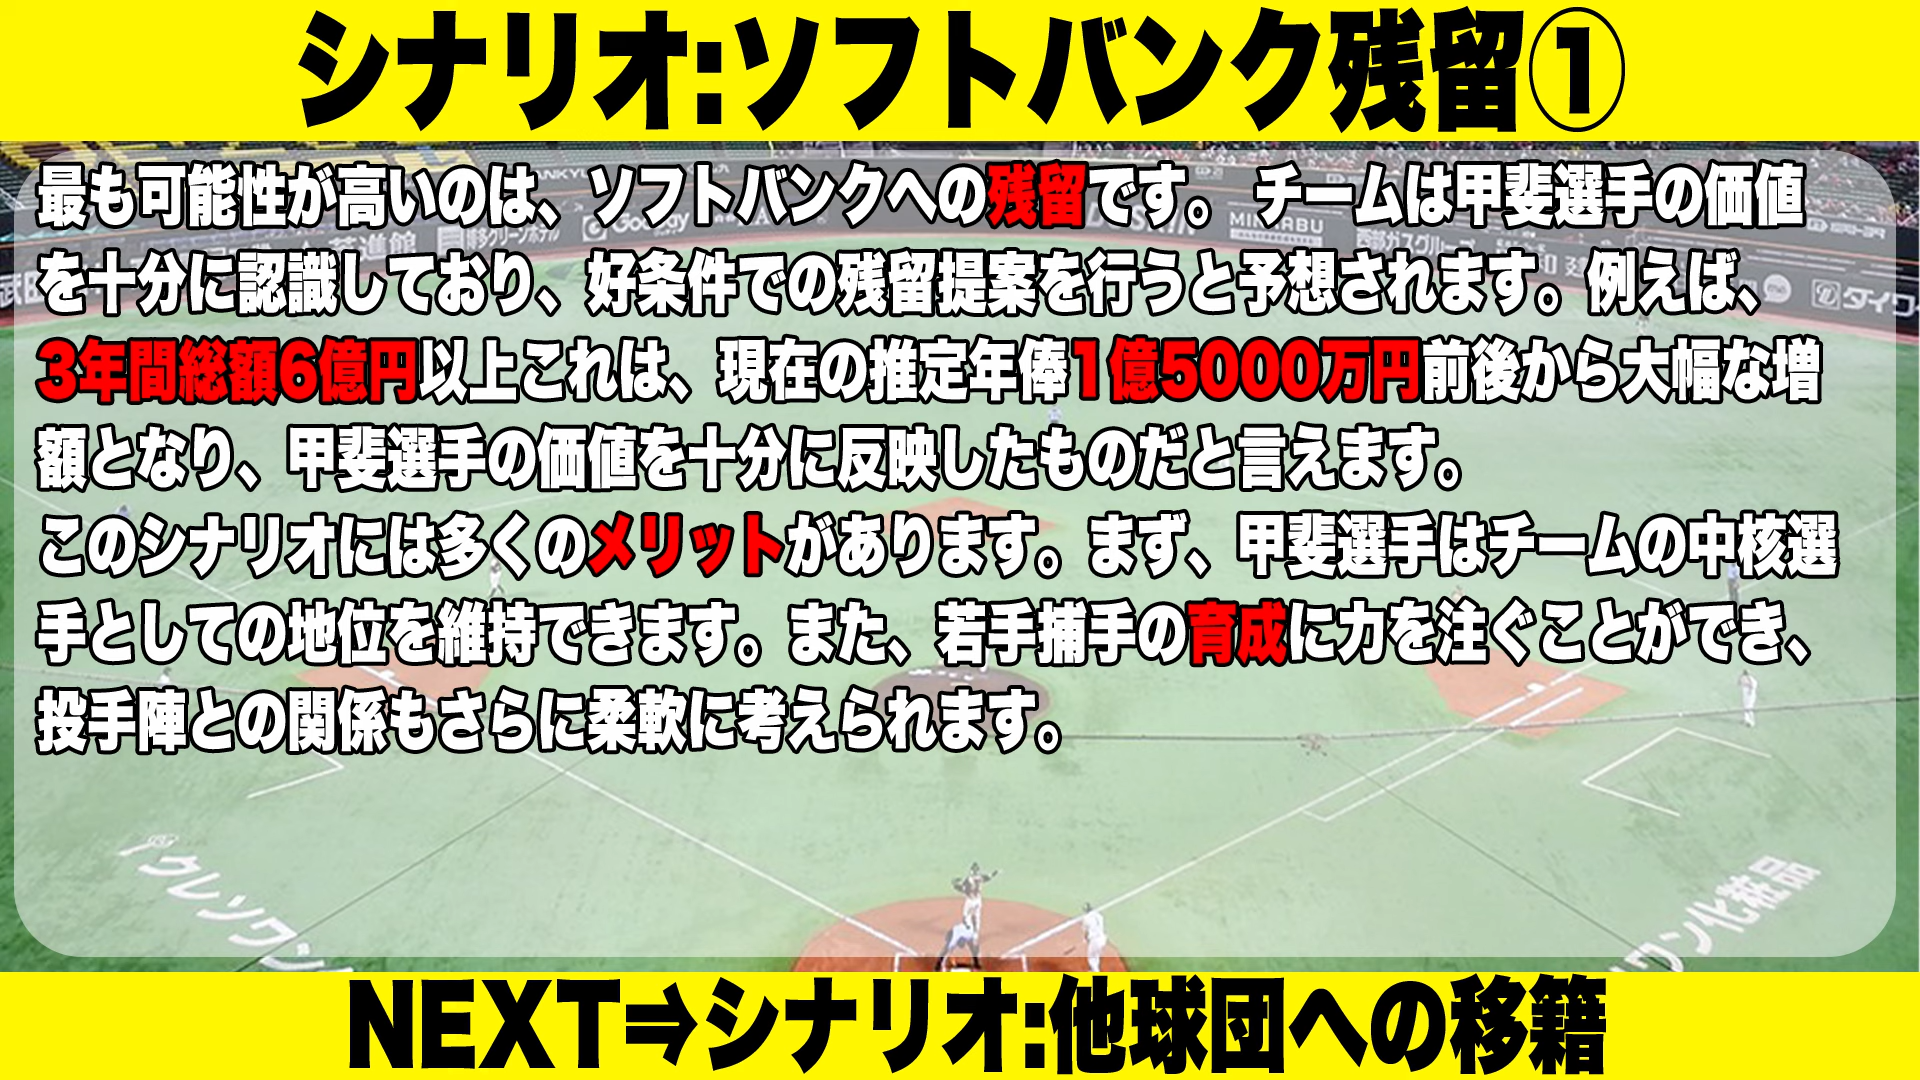 シナリオ:ソフトバンク残留①
最も可能性が高いのは、ソフトバンクへの残留です。 チームは甲斐選手の価値
を十分に認識しており、好条件での残留提案を行うと予想されます。例えば、
3年間総額6億円以上これは、現在の推定年俸1億5000万円前後から大幅な増
額となり、甲斐選手の価値を十分に反映したものだと言えます。
このシナリオには多くのメリットがあります。まず、甲斐選手はチームの中核選
手としての地位を維持できます。また、若手捕手の育成に力を注ぐことができ、
投手陣との関係もさらに柔軟に考えられます。
クレソワン
ワン化粧品
NEXT⇒シナリオ:他球団への移籍